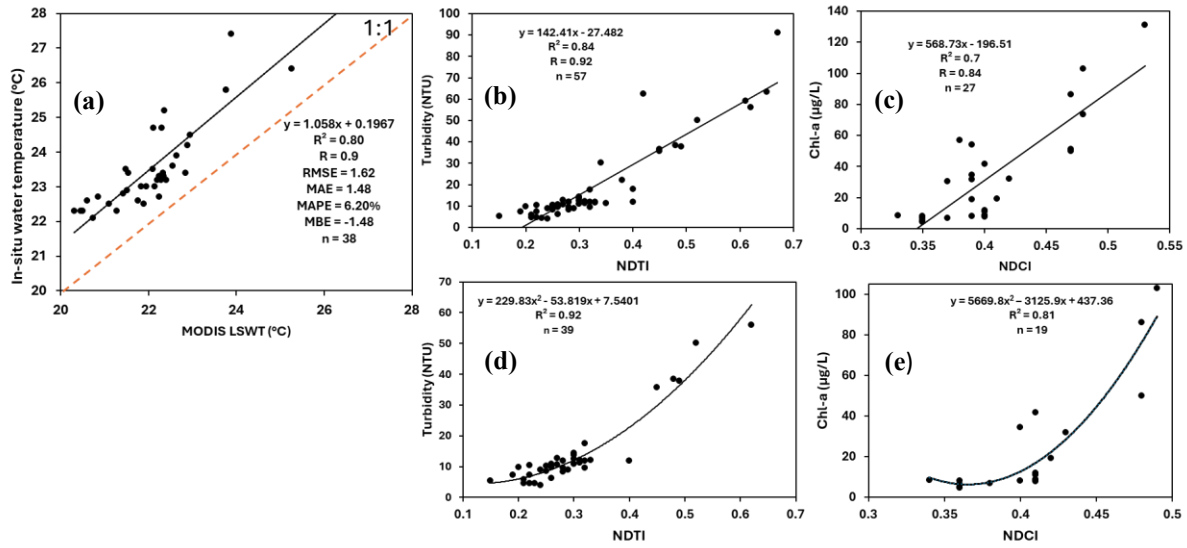 (a)
1:1
In-situ water temperature (°C)
28
27
26
25
24
23
22
21
20
y = 1.058x + 0.1967
R² = 0.80
R = 0.9
RMSE = 1.62
MAE = 1.48
MAPE = 6.20%
MBE = -1.48
n = 38
20 21 22 23 24 25 26 27 28
MODIS LSWT (°C)
(b)
Turbidity (NTU)
100
90
80
70
60
50
40
30
20
10
0
y = 142.41x - 27.482
R² = 0.84
R = 0.92
n = 57
0.1 0.2 0.3 0.4 0.5 0.6 0.7
NDTI
(c)
Chl-a (µg/L)
140
120
100
80
60
40
20
0
y = 568.73x - 196.51
R² = 0.7
R = 0.84
n = 27
0.3 0.35 0.4 0.45 0.5 0.55
NDCI
(d)
Turbidity (NTU)
70
60
50
40
30
20
10
0
y = 229.83x² - 53.819x + 7.5401
R² = 0.92
n = 39
0.1 0.2 0.3 0.4 0.5 0.6 0.7
NDTI
(e)
Chl-a (µg/L)
100
80
60
40
20
0
y = 5669.8x² − 3125.9x + 437.36
R² = 0.81
n = 19
0.3 0.35 0.4 0.45 0.5
NDCI